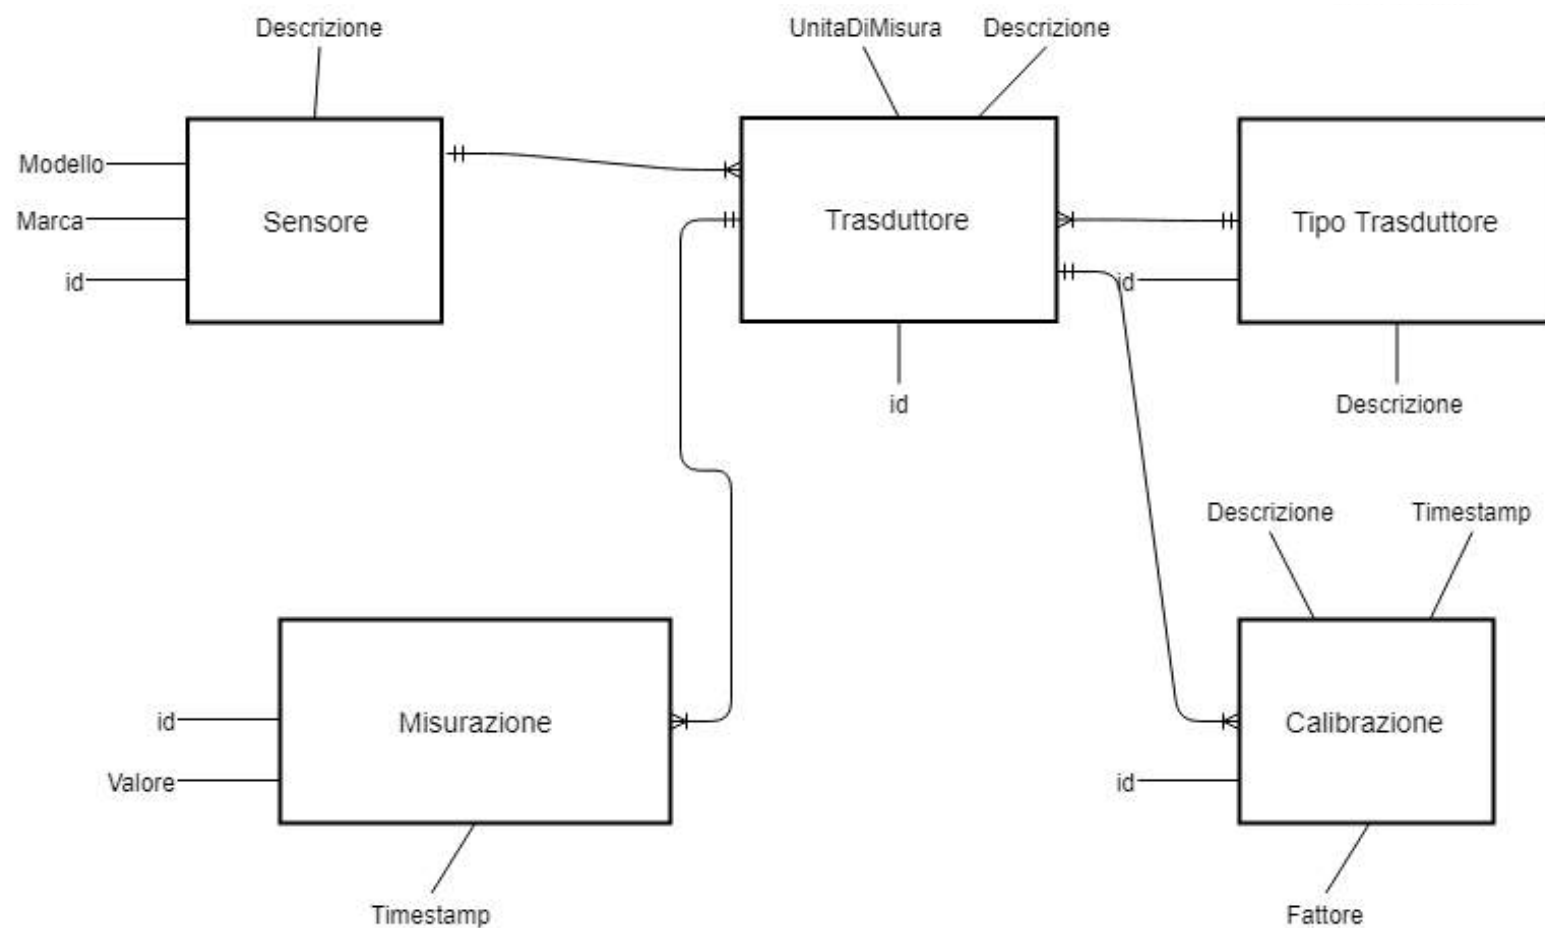 Descrizione
UnitaDiMisura
Descrizione
Modello
Marca
id
Sensore
Trasduttore
Tipo Trasduttore
id
id
Descrizione
Descrizione
Timestamp
id
Valore
Misurazione
Calibrazione
id
Timestamp
Fattore